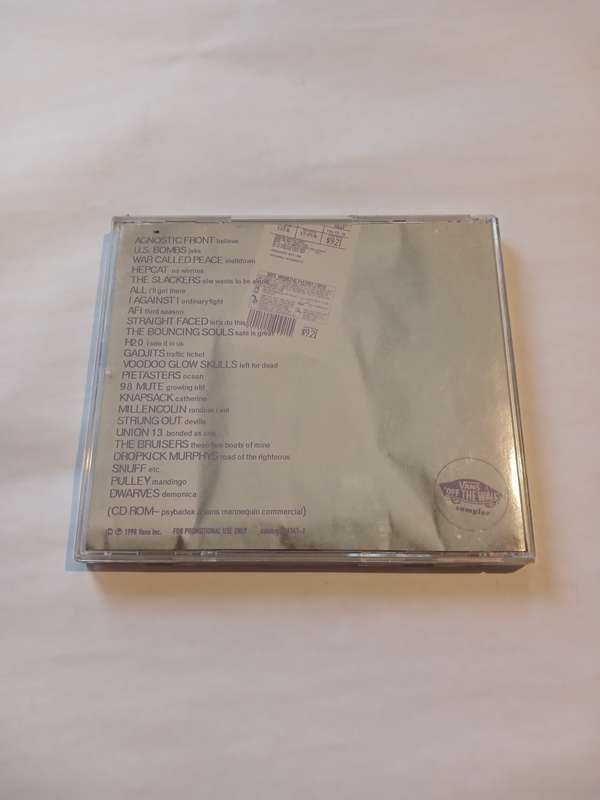 AGNOSTIC FRONT believe
U.S. BOMBS jaks
WAR CALLED PEACE meltdown
HEPCAT no worries
THE SLACKERS she wants to be alone
ALL i'll get there
I AGAINST I ordinary fight
AFI third season
STRAIGHT FACED let's do this
THE BOUNCING SOULS kate is great
H20 i see it in us
GADJITS traffic ticket
VOODOO GLOW SKULLS left for dead
PIETASTERS ocean
98 MUTE growing old
KNAPSACK catherine
MILLENCOLIN random i am
STRUNG OUT deville
UNION 13 bonded as one
THE BRUISERS these two boots of mine
DROPKICK MURPHYS road of the righteous
SNUFF etc.
PULLEY mandingo
DWARVES demonica
(CD ROM- psybadek & vans mannequin commercial)
© ℗ 1998 Vans Inc. FOR PROMOTIONAL USE ONLY
VANS
"OFF THE WALL"
sampler
$9.21
$9.21